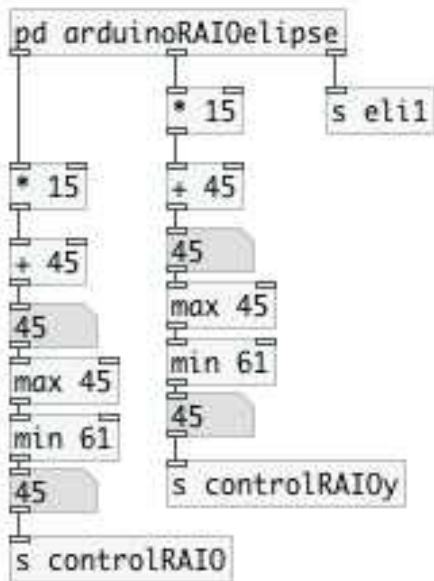 pd arduinoRAIOelipse
* 15
s eli1
* 15
+ 45
+ 45
45
45
max 45
max 45
min 61
min 61
45
45
s controlRAIOy
s controlRAIO